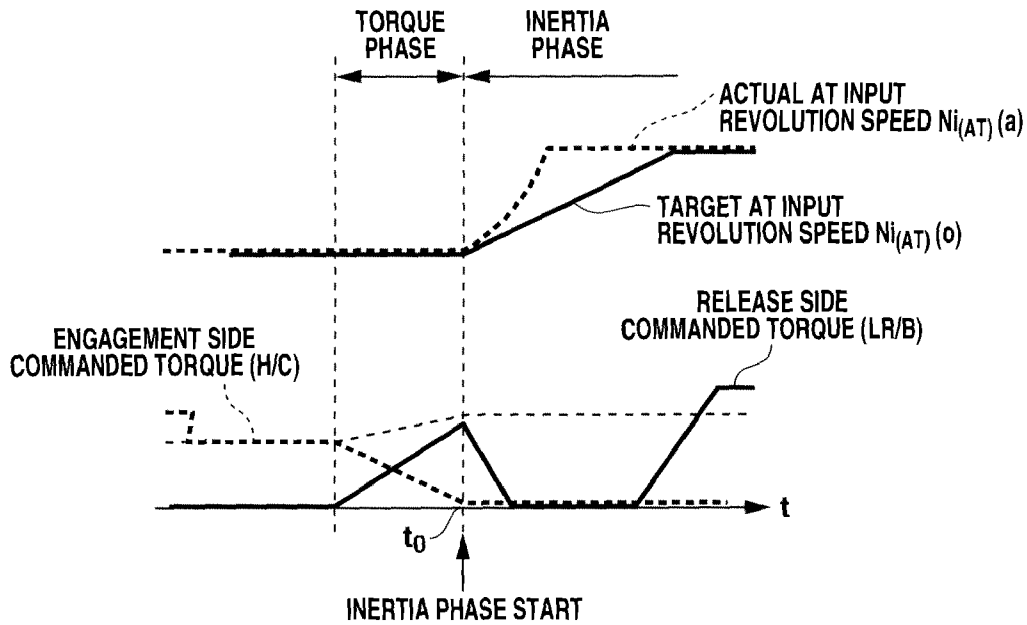 TORQUE
PHASE
INERTIA
PHASE
ACTUAL AT INPUT
REVOLUTION SPEED Ni(AT) (a)
TARGET AT INPUT
REVOLUTION SPEED Ni(AT) (o)
RELEASE SIDE
COMMANDED TORQUE (LR/B)
ENGAGEMENT SIDE
COMMANDED TORQUE (H/C)
t
t0
INERTIA PHASE START